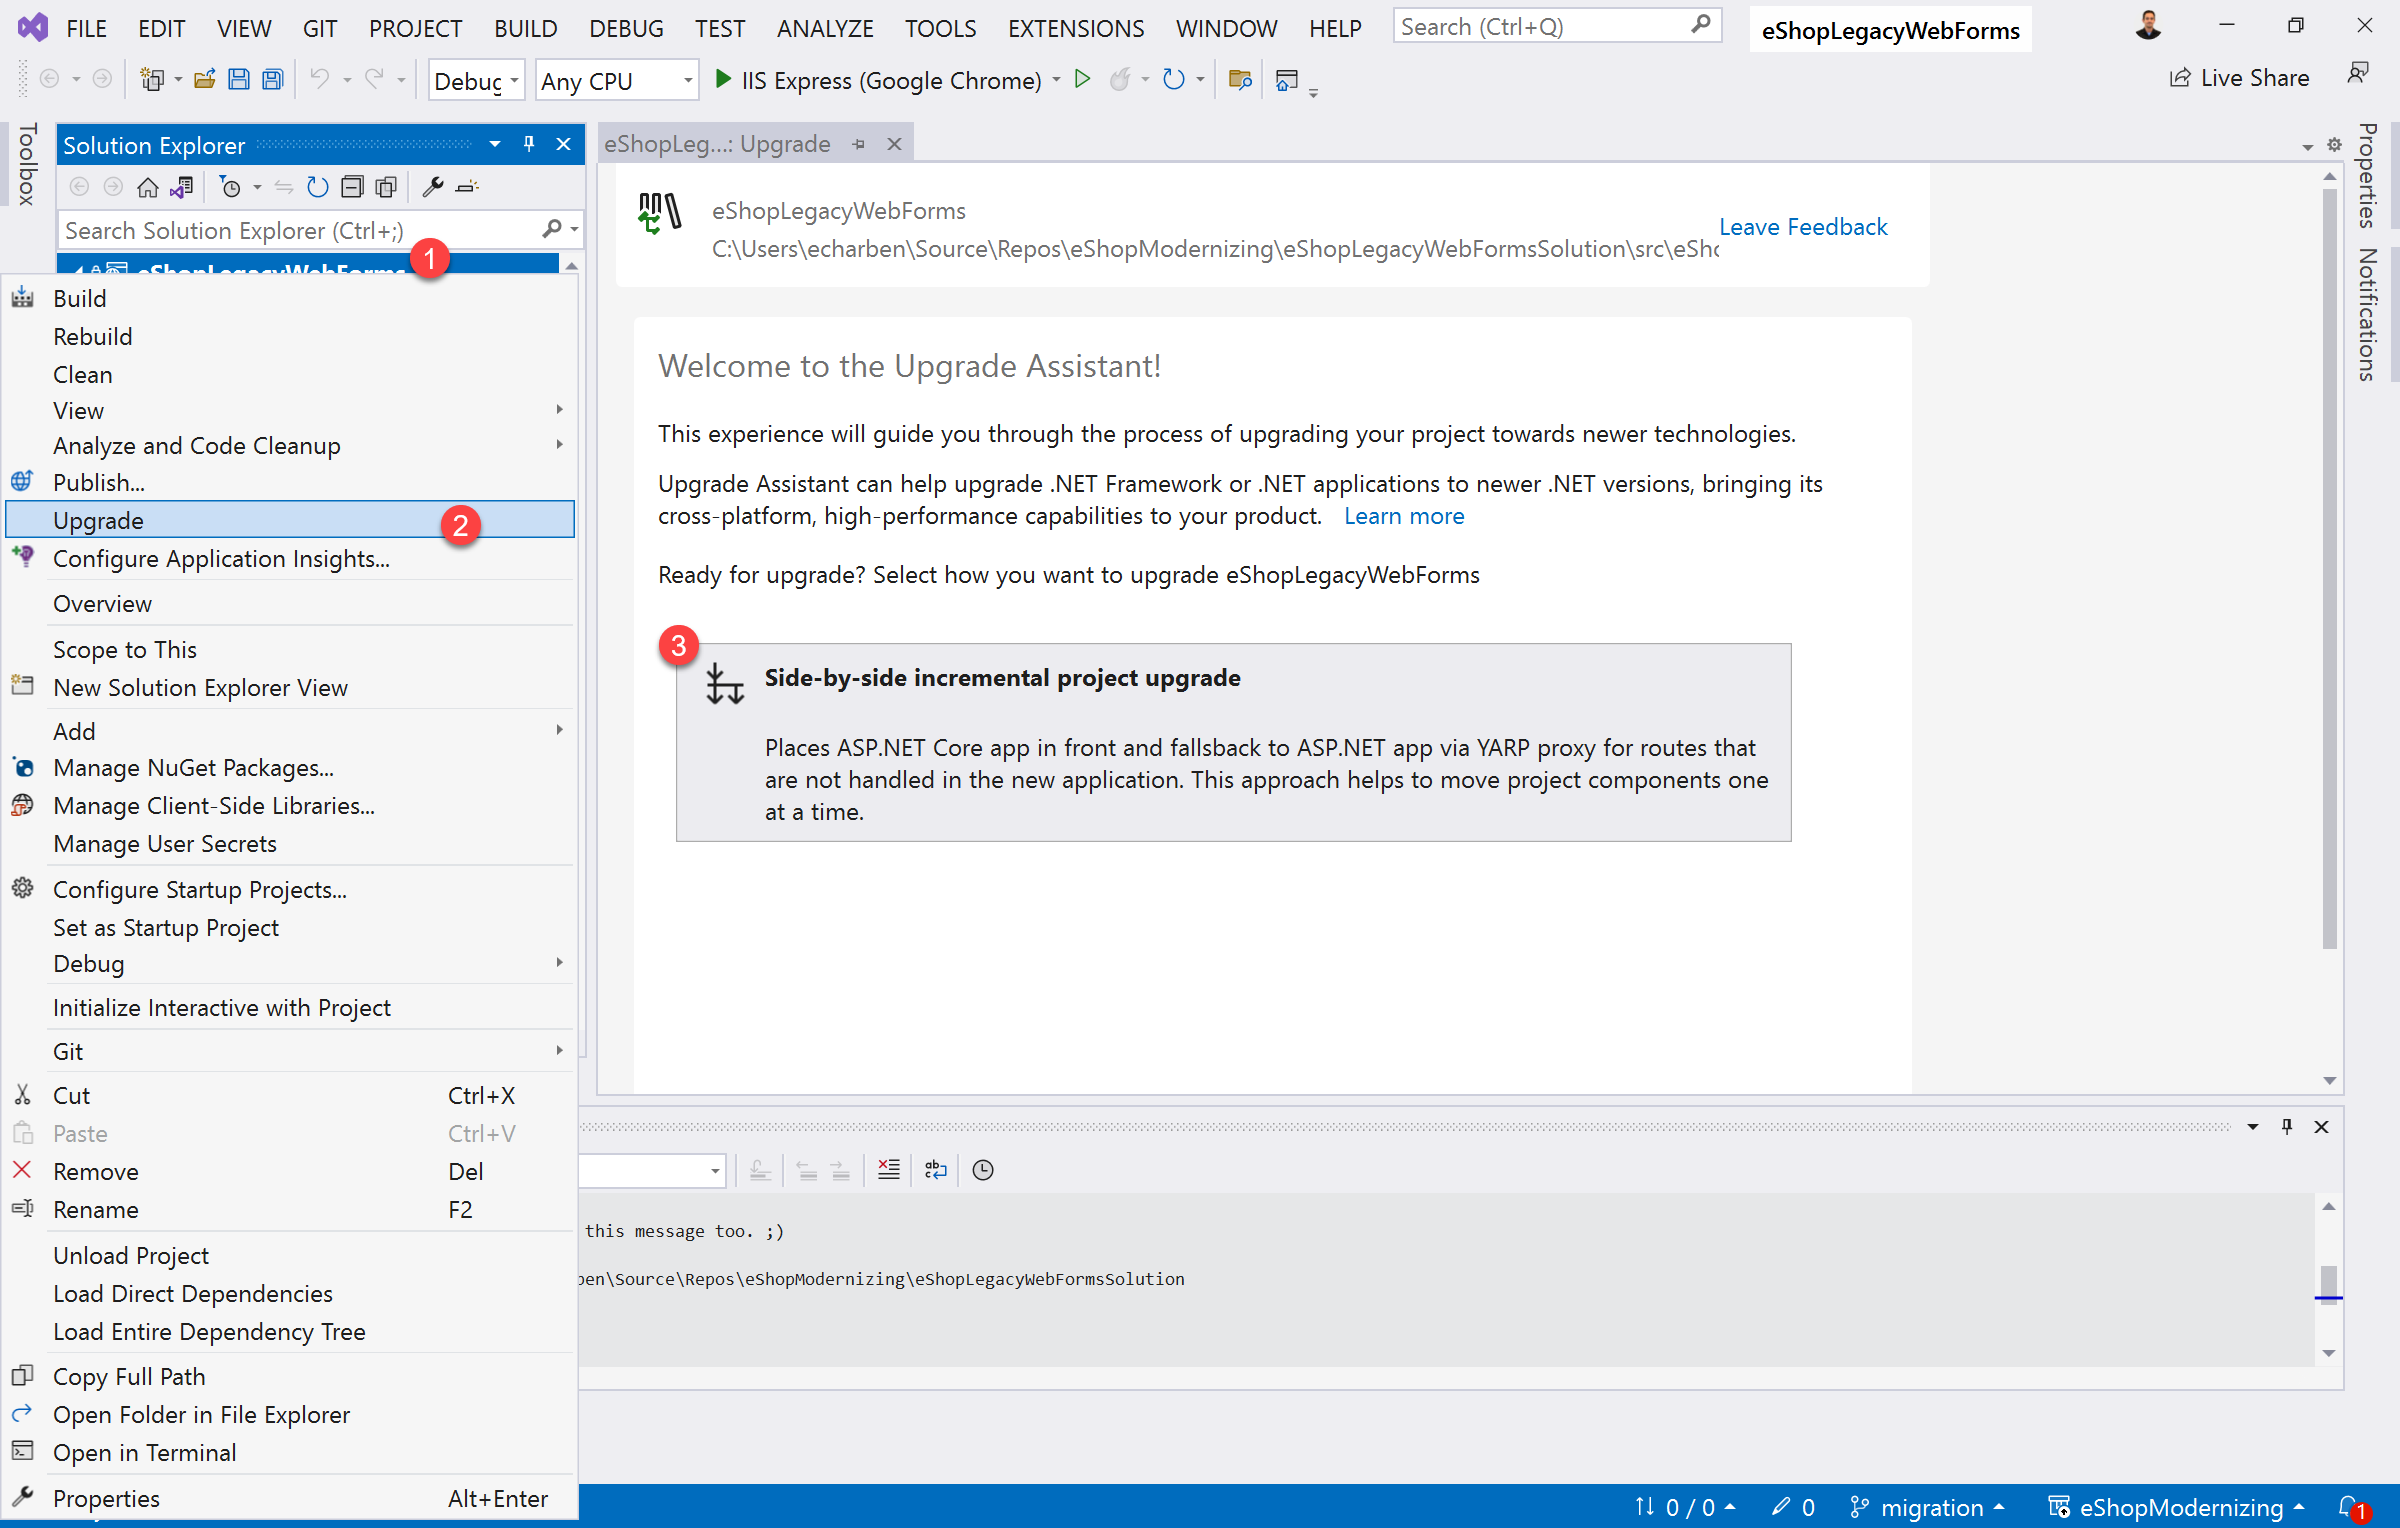 FILE EDIT VIEW GIT PROJECT BUILD DEBUG TEST ANALYZE TOOLS EXTENSIONS WINDOW HELP Search (Ctrl+Q) eShopLegacyWebForms
Debug Any CPU IIS Express (Google Chrome) Live Share
Toolbox
Solution Explorer
Search Solution Explorer (Ctrl+;)
eShopLegacyWebForms 1
Build
Rebuild
Clean
View
Analyze and Code Cleanup
Publish...
Upgrade 2
Configure Application Insights...
Overview
Scope to This
New Solution Explorer View
Add
Manage NuGet Packages...
Manage Client-Side Libraries...
Manage User Secrets
Configure Startup Projects...
Set as Startup Project
Debug
Initialize Interactive with Project
Git
Cut Ctrl+X
Paste Ctrl+V
Remove Del
Rename F2
Unload Project
Load Direct Dependencies
Load Entire Dependency Tree
Copy Full Path
Open Folder in File Explorer
Open in Terminal
Properties Alt+Enter
eShopLeg...: Upgrade
eShopLegacyWebForms
C:\Users\echarben\Source\Repos\eShopModernizing\eShopLegacyWebFormsSolution\src\eSho
Leave Feedback
Welcome to the Upgrade Assistant!
This experience will guide you through the process of upgrading your project towards newer technologies.
Upgrade Assistant can help upgrade .NET Framework or .NET applications to newer .NET versions, bringing its
cross-platform, high-performance capabilities to your product. Learn more
Ready for upgrade? Select how you want to upgrade eShopLegacyWebForms
3
Side-by-side incremental project upgrade
Places ASP.NET Core app in front and fallsback to ASP.NET app via YARP proxy for routes that
are not handled in the new application. This approach helps to move project components one
at a time.
Properties
Notifications
this message too. ;)
ben\Source\Repos\eShopModernizing\eShopLegacyWebFormsSolution
0 / 0 0 migration eShopModernizing 1